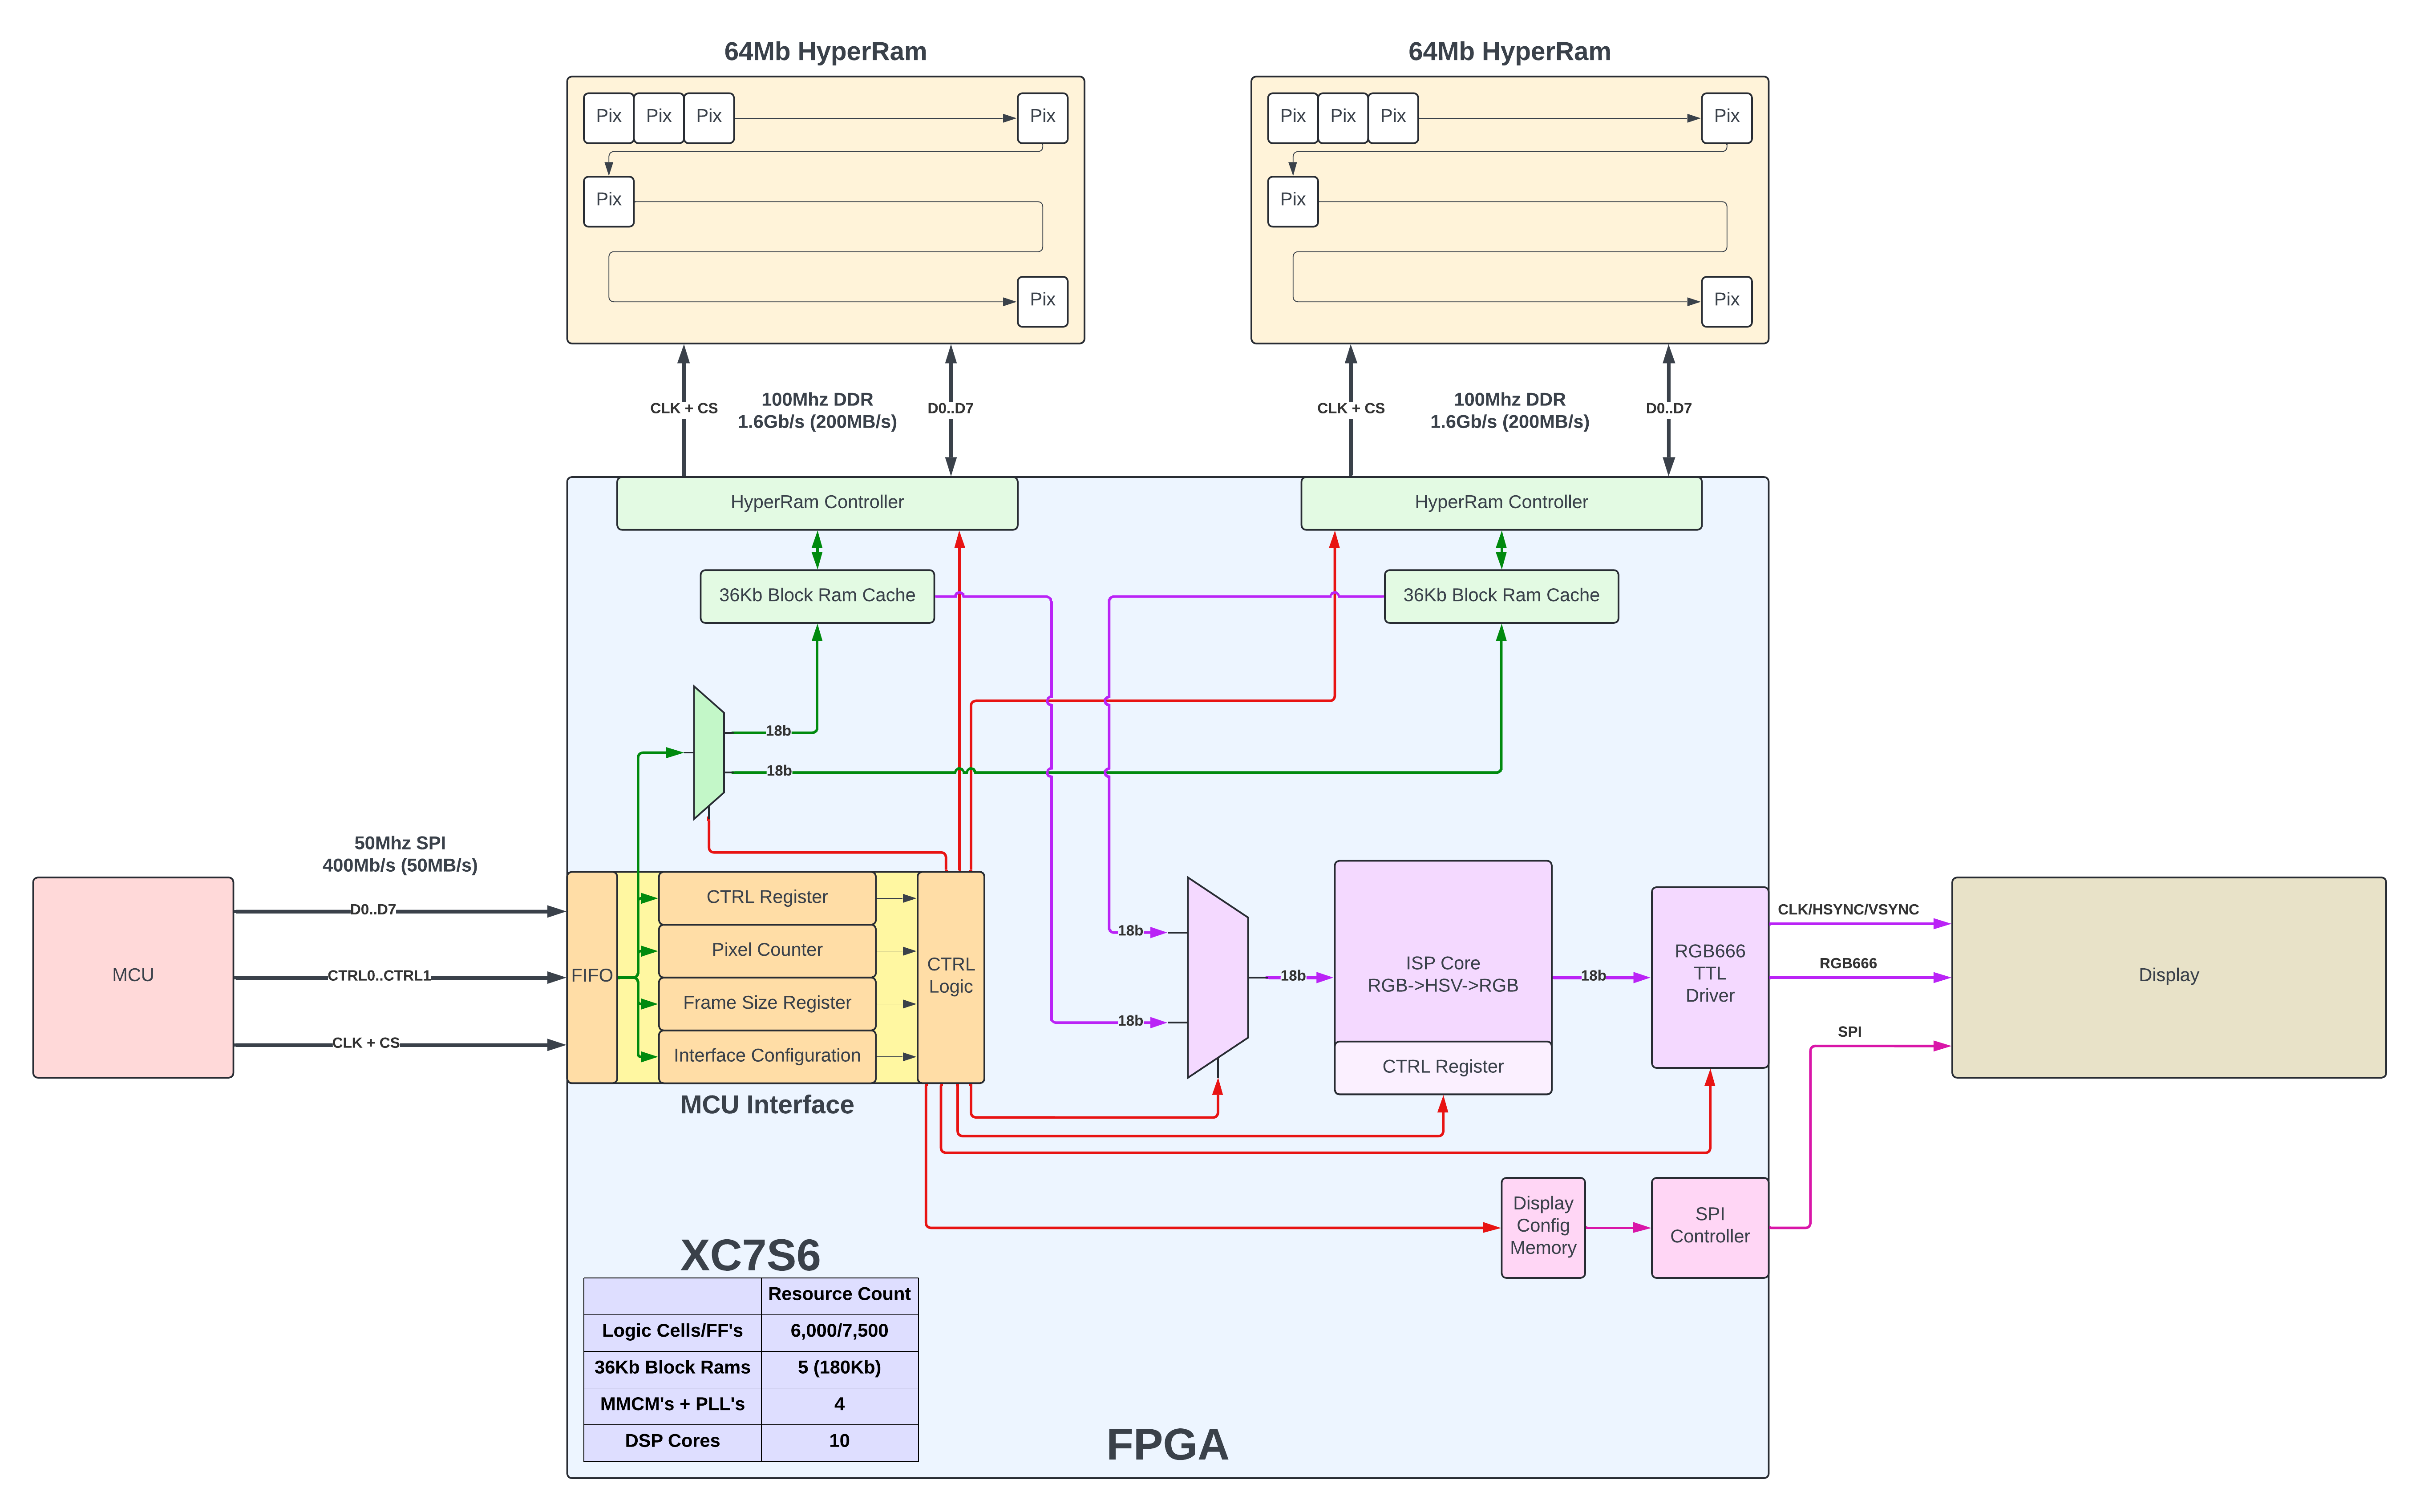 64Mb HyperRam
64Mb HyperRam
Pix
Pix
Pix
Pix
Pix
Pix
Pix
Pix
Pix
Pix
Pix
Pix
CLK + CS
100Mhz DDR
1.6Gb/s (200MB/s)
D0..D7
CLK + CS
100Mhz DDR
1.6Gb/s (200MB/s)
D0..D7
HyperRam Controller
HyperRam Controller
36Kb Block Ram Cache
36Kb Block Ram Cache
18b
18b
50Mhz SPI
400Mb/s (50MB/s)
MCU
D0..D7
CTRL0..CTRL1
CLK + CS
FIFO
CTRL Register
Pixel Counter
Frame Size Register
Interface Configuration
CTRL
Logic
MCU Interface
18b
18b
18b
ISP Core
RGB->HSV->RGB
CTRL Register
18b
RGB666
TTL
Driver
CLK/HSYNC/VSYNC
RGB666
SPI
Display
Display
Config
Memory
SPI
Controller
XC7S6
Resource Count
Logic Cells/FF's 6,000/7,500
36Kb Block Rams 5 (180Kb)
MMCM's + PLL's 4
DSP Cores 10
FPGA